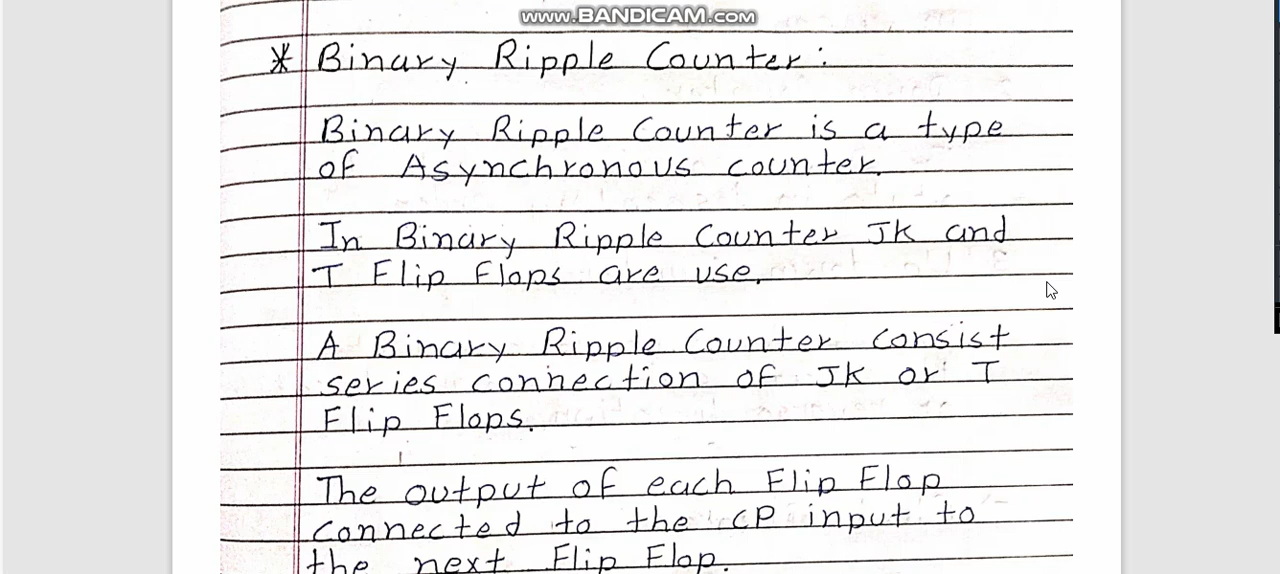 www.BANDICAM.com
* Binary Ripple Counter:
Binary Ripple Counter is a type
of Asynchronous counter.
In Binary Ripple Counter JK and
T Flip Flops are use.
A Binary Ripple Counter consist
series connection of JK or T
Flip Flops.
The output of each Flip Flop
connected to the CP input to
the next Flip Flop.